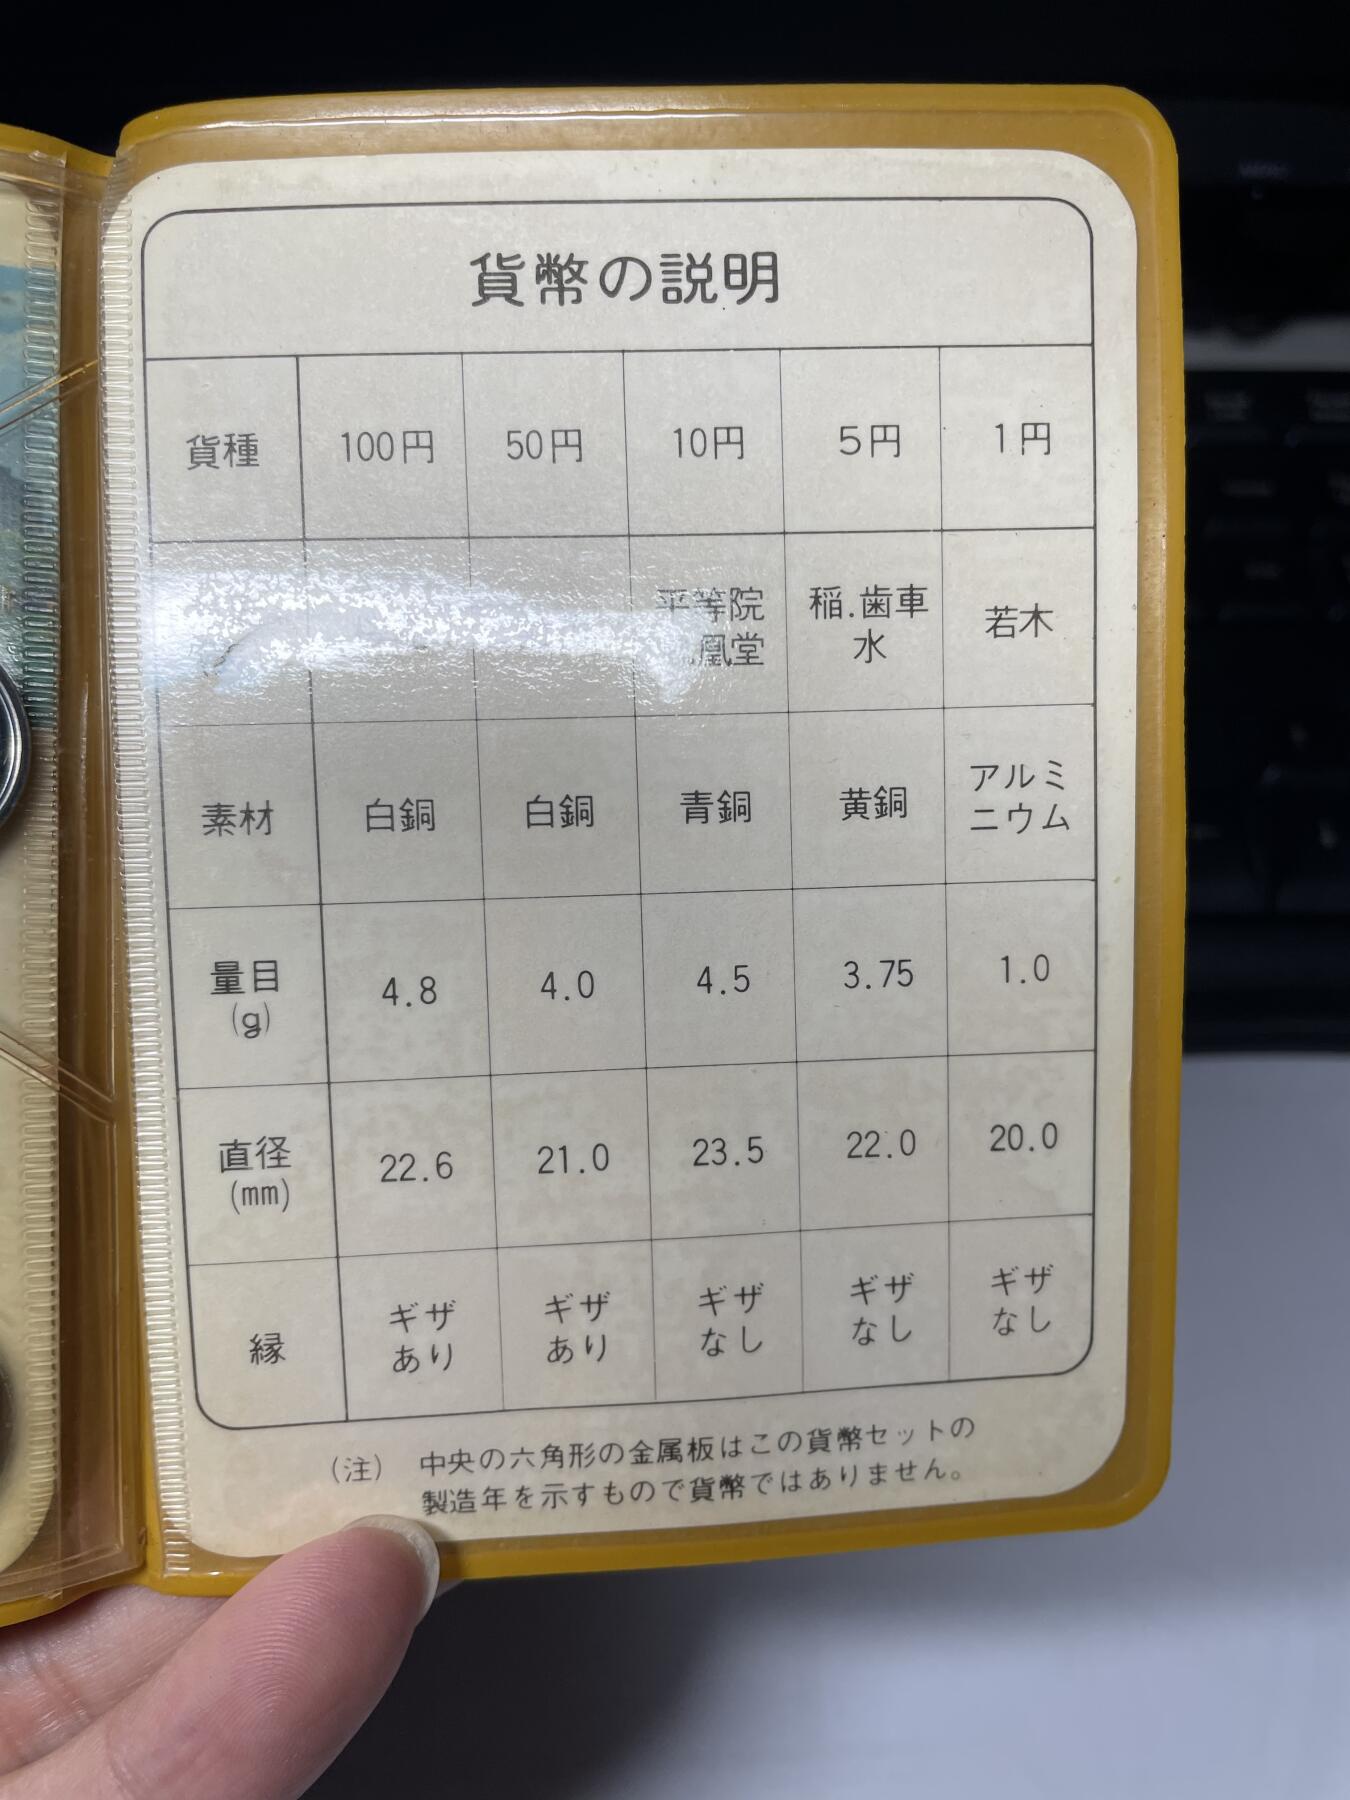 貨幣の説明
貨種 100円 50円 10円 5円 1円
平等院 稲.歯車 若木
凰堂 水
素材 白銅 白銅 青銅 黄銅 アルミ
ニウム
量目 4.8 4.0 4.5 3.75 1.0
(g)
直径 22.6 21.0 23.5 22.0 20.0
(mm)
縁 ギザ ギザ ギザ ギザ ギザ
あり あり なし なし なし
(注) 中央の六角形の金属板はこの貨幣セットの
製造年を示すもので貨幣ではありません。